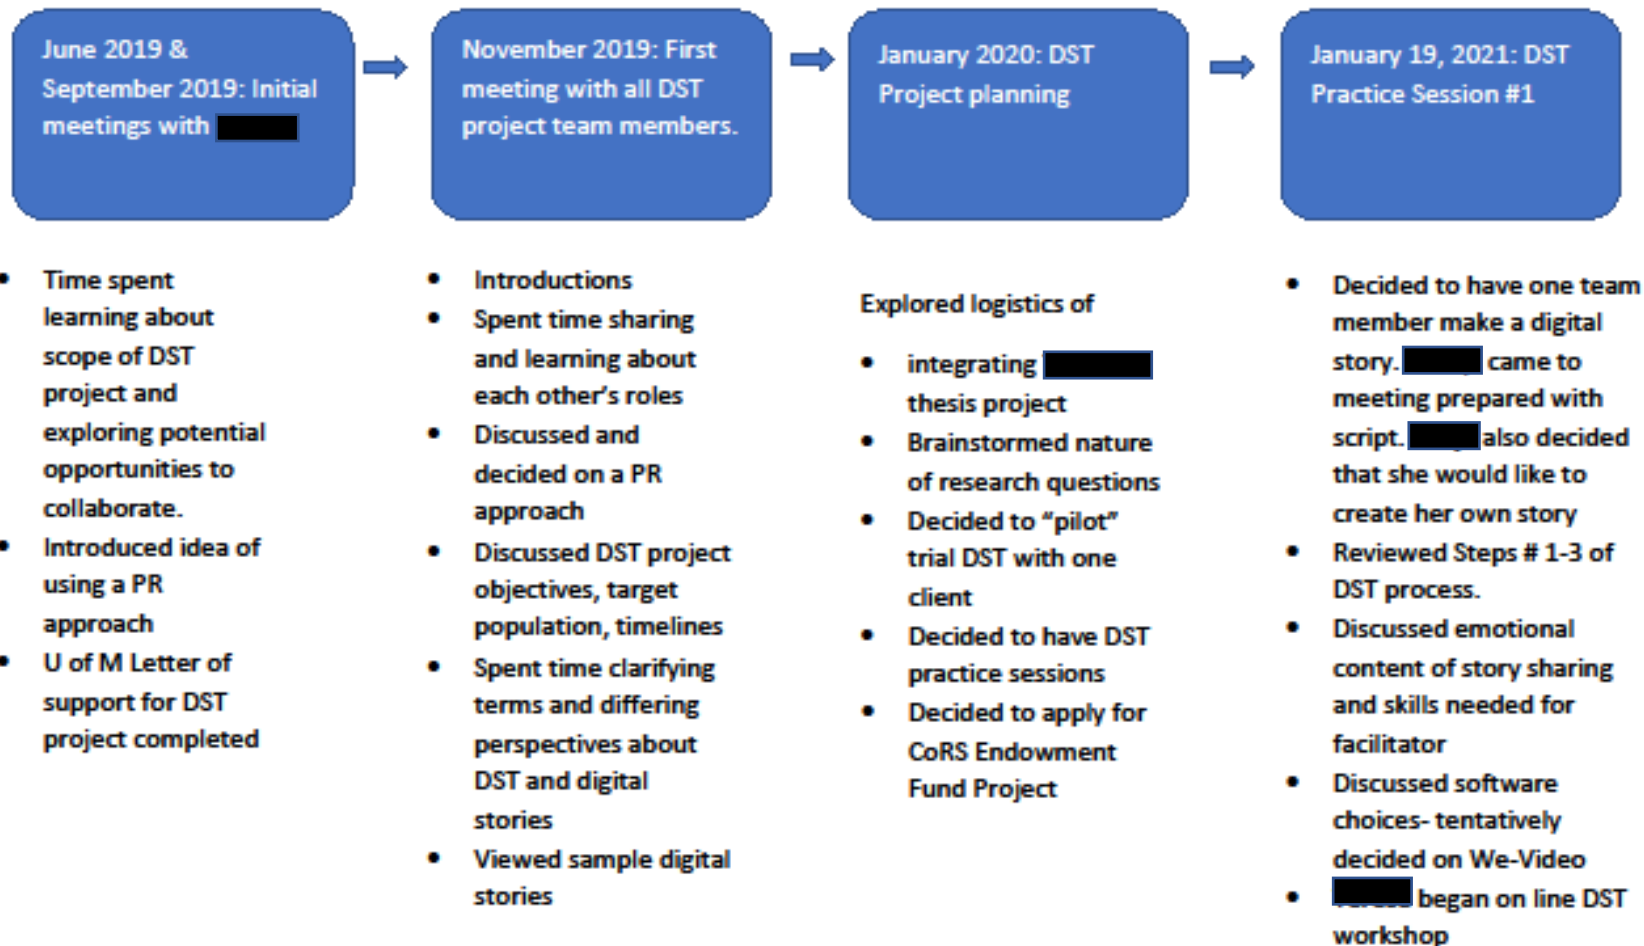 June 2019 &
September 2019: Initial
meetings with
November 2019: First
meeting with all DST
project team members.
January 2020: DST
Project planning
January 19, 2021: DST
Practice Session #1
• Time spent
learning about
scope of DST
project and
exploring potential
opportunities to
collaborate.
• Introduced idea of
using a PR
approach
• U of M Letter of
support for DST
project completed
• Introductions
• Spent time sharing
and learning about
each other's roles
• Discussed and
decided on a PR
approach
• Discussed DST project
objectives, target
population, timelines
• Spent time clarifying
terms and differing
perspectives about
DST and digital
stories
• Viewed sample digital
stories
Explored logistics of
• integrating
thesis project
• Brainstormed nature
of research questions
• Decided to “pilot”
trial DST with one
client
• Decided to have DST
practice sessions
• Decided to apply for
CoRS Endowment
Fund Project
• Decided to have one team
member make a digital
story. came to
meeting prepared with
script. also decided
that she would like to
create her own story
• Reviewed Steps # 1-3 of
DST process.
• Discussed emotional
content of story sharing
and skills needed for
facilitator
• Discussed software
choices- tentatively
decided on We-Video
• began on line DST
workshop